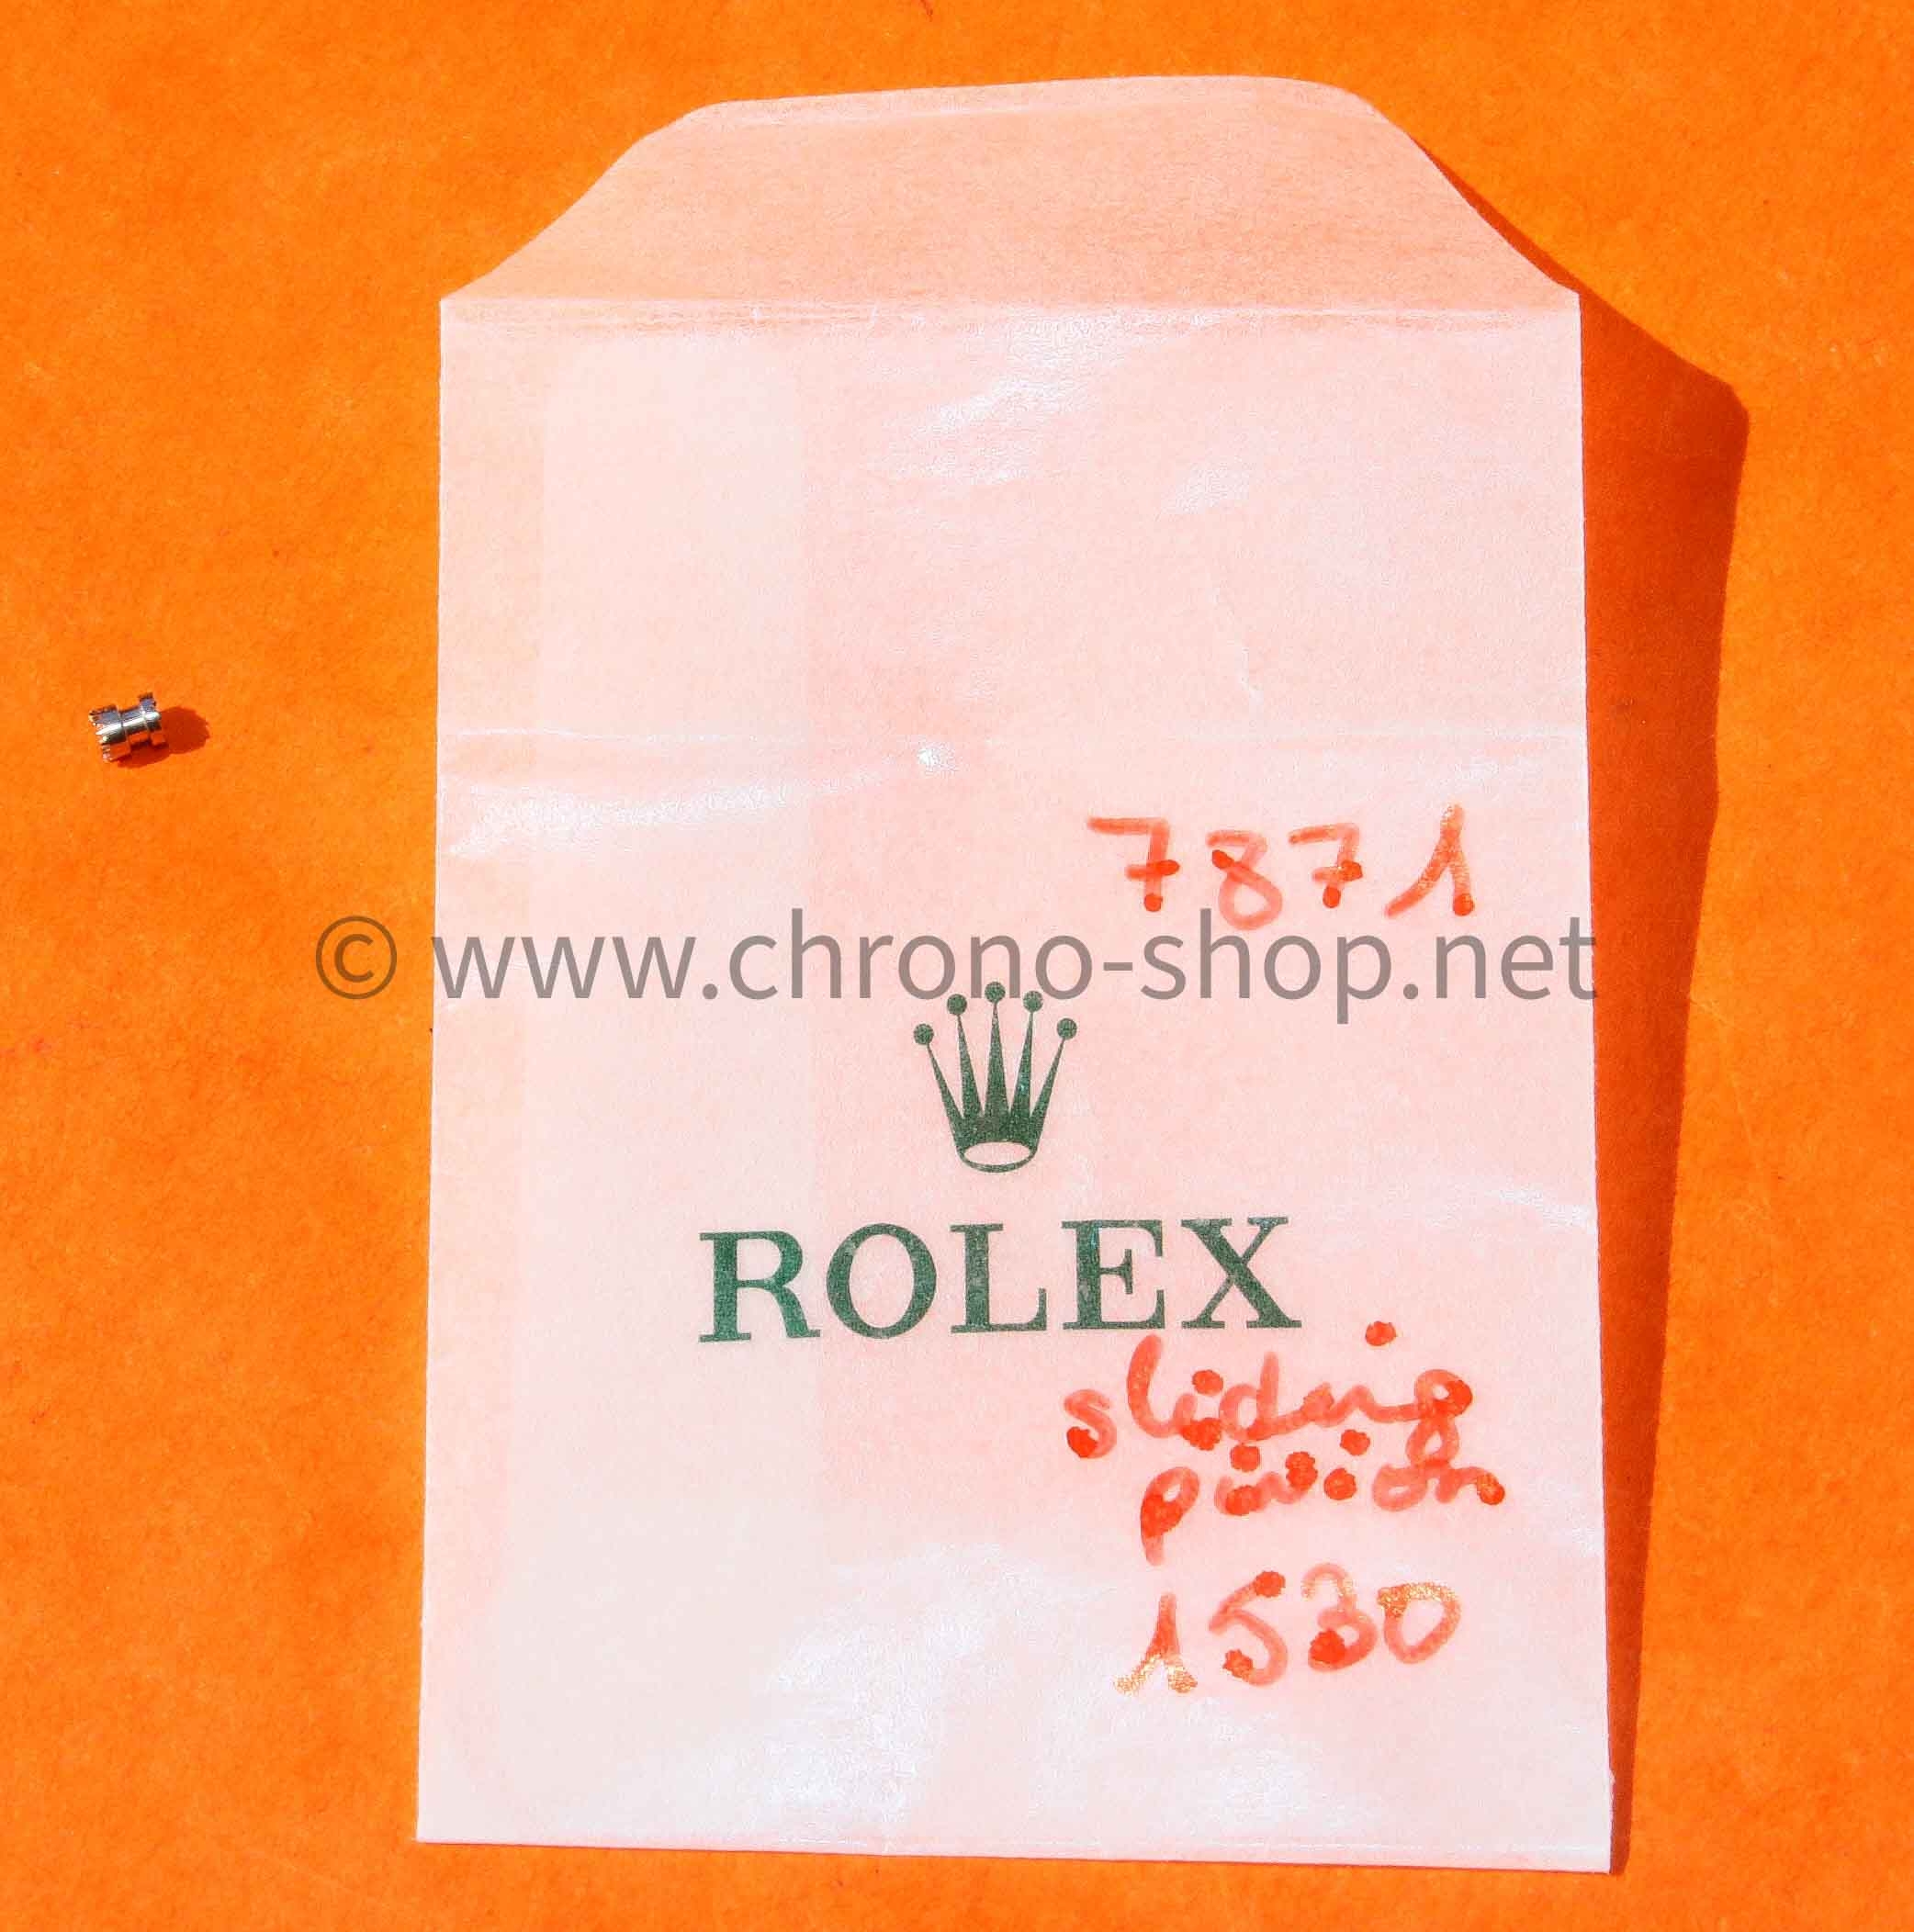 7871
© www.chrono-shop.net
ROLEX
sliding
pinion
1530